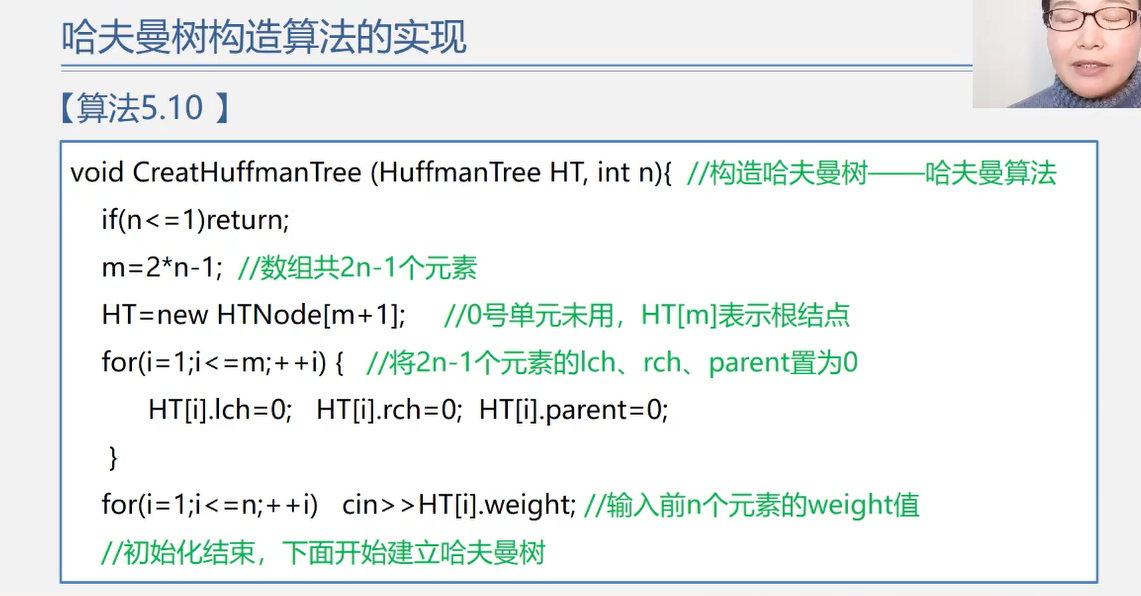 哈夫曼树构造算法的实现
【算法5.10 】
void CreatHuffmanTree (HuffmanTree HT, int n){ //构造哈夫曼树——哈夫曼算法
if(n<=1)return;
m=2*n-1; //数组共2n-1个元素
HT=new HTNode[m+1]; //0号单元未用，HT[m]表示根结点
for(i=1;i<=m;++i) { //将2n-1个元素的lch、rch、parent置为0
HT[i].lch=0; HT[i].rch=0; HT[i].parent=0;
}
for(i=1;i<=n;++i) cin>>HT[i].weight; //输入前n个元素的weight值
//初始化结束，下面开始建立哈夫曼树